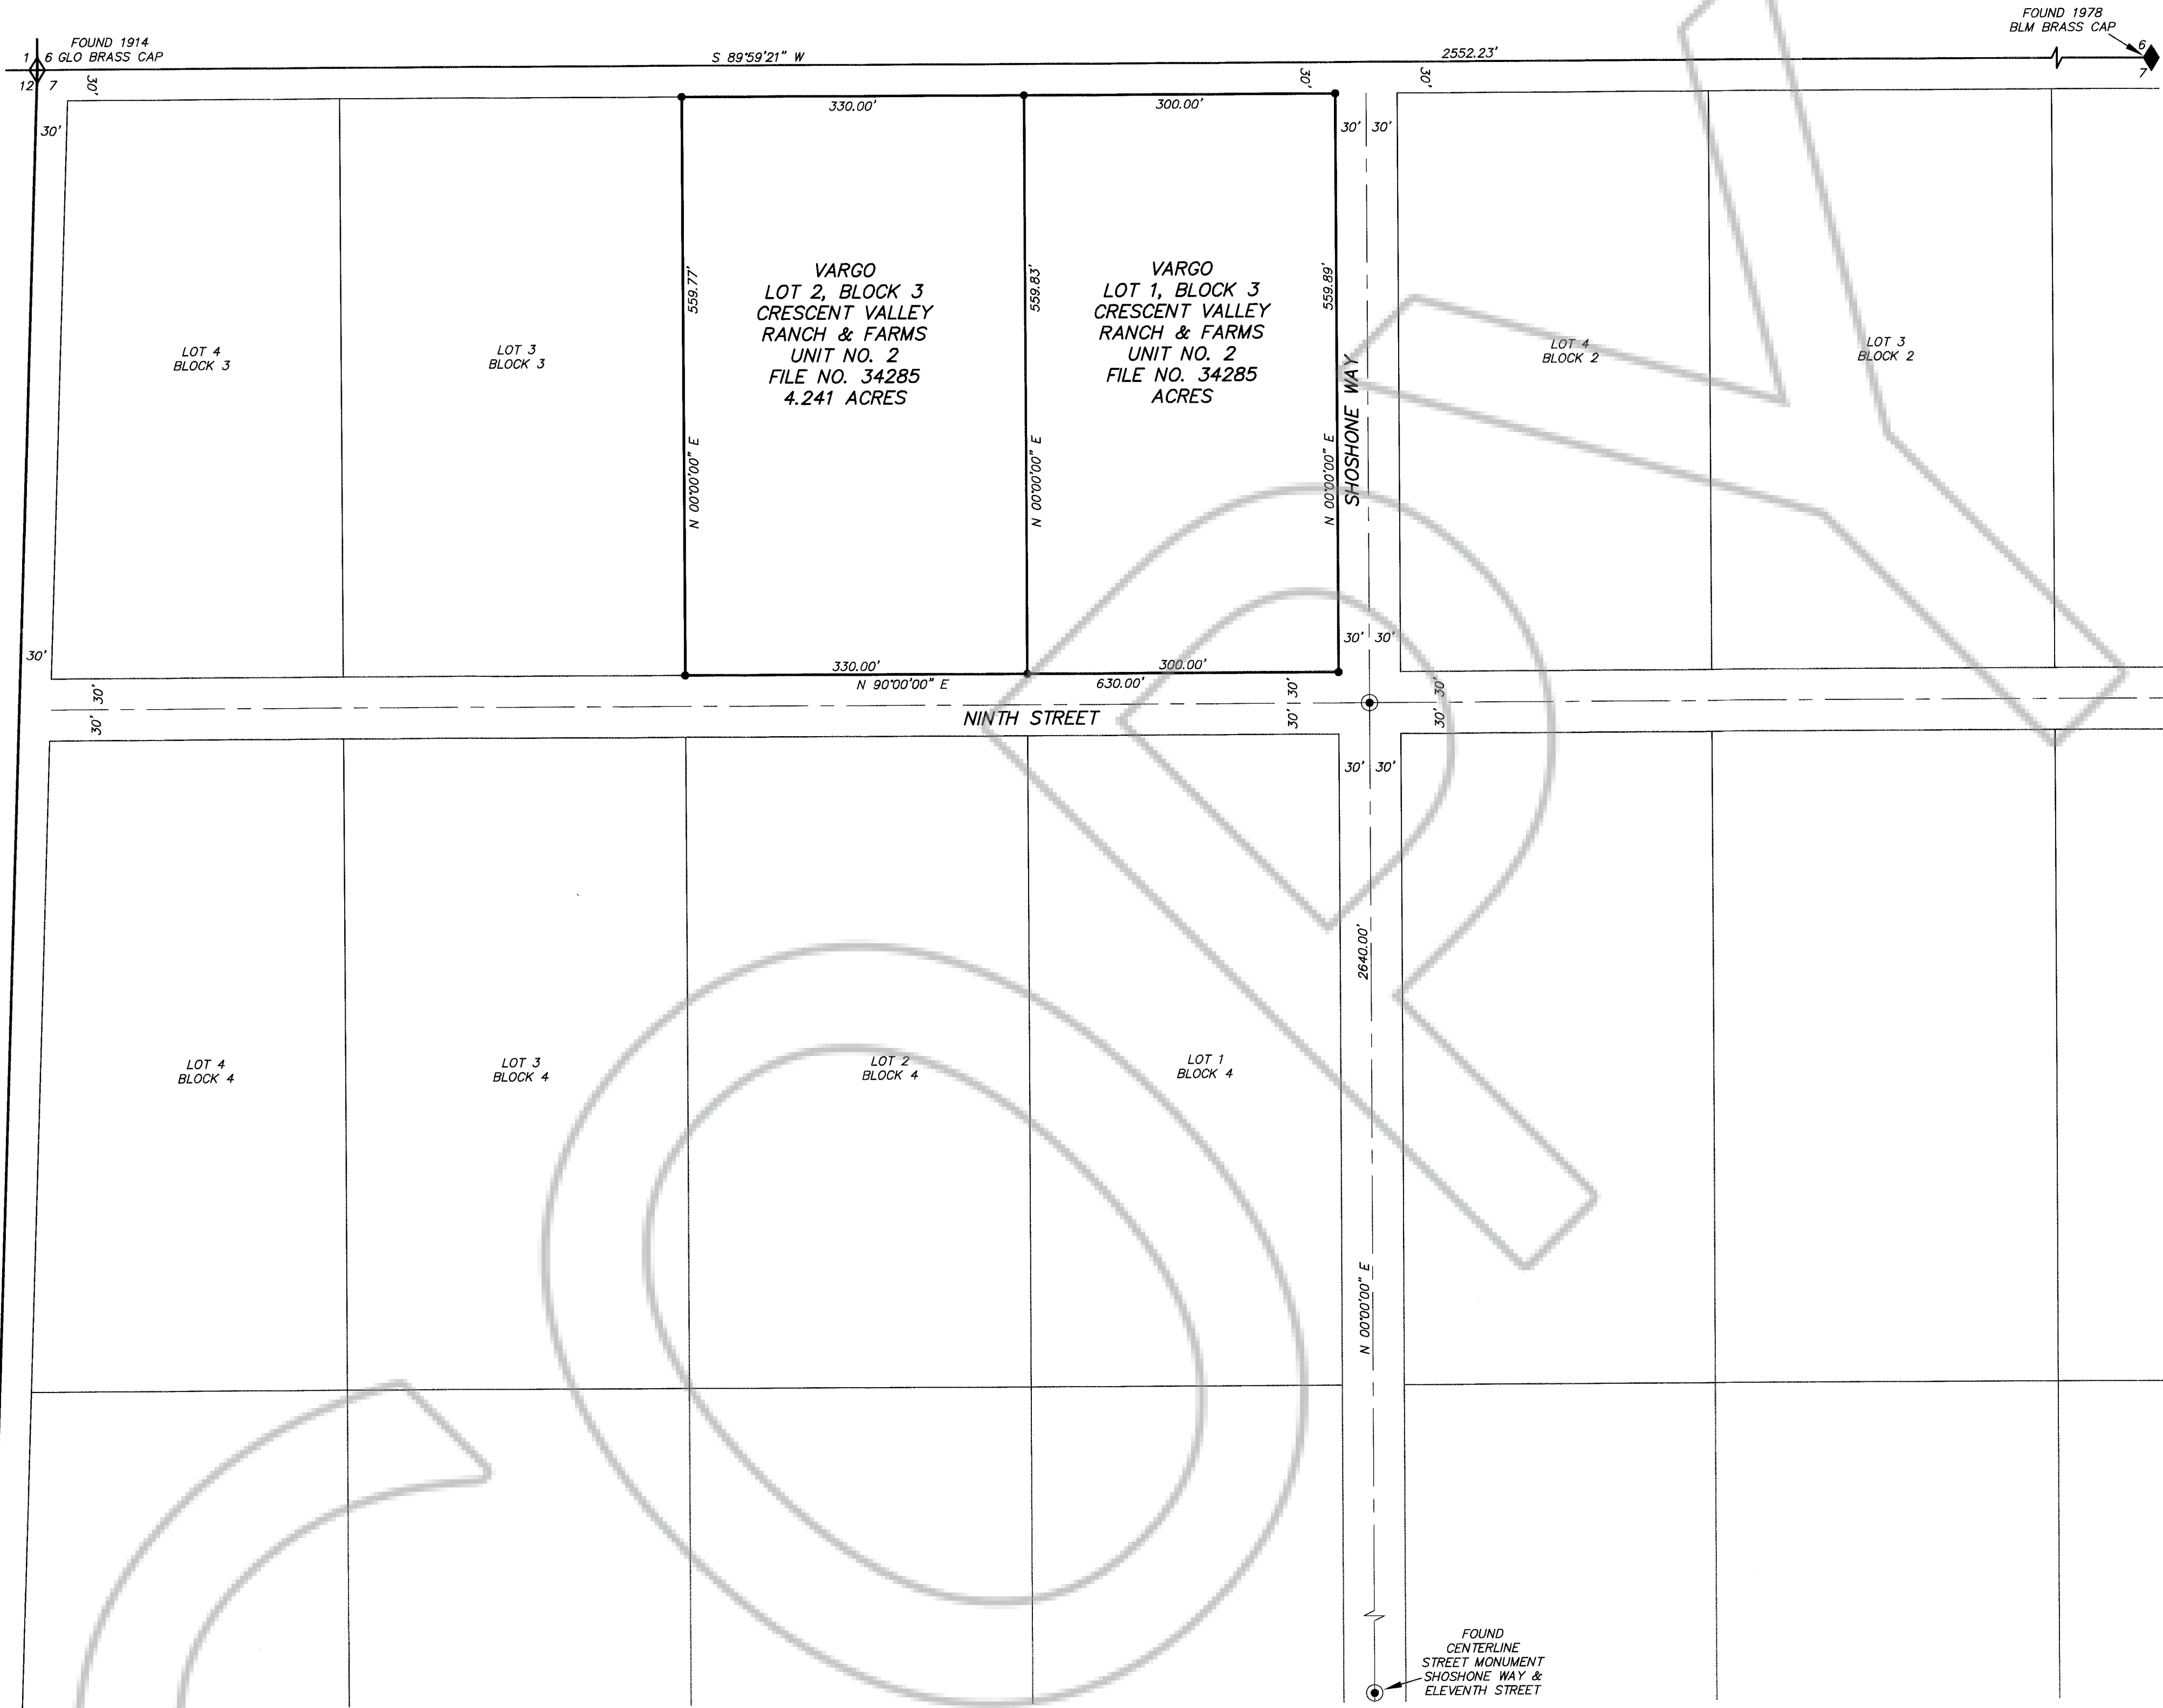 FOUND 1914
GLO BRASS CAP
1 6
12 7
S 89°59'21" W
2552.23'
FOUND 1978
BLM BRASS CAP
6
7
30'
30'
30'
330.00'
300.00'
30'
30' 30'
559.77'
559.83'
559.89'
VARGO
LOT 2, BLOCK 3
CRESCENT VALLEY
RANCH & FARMS
UNIT NO. 2
FILE NO. 34285
4.241 ACRES
VARGO
LOT 1, BLOCK 3
CRESCENT VALLEY
RANCH & FARMS
UNIT NO. 2
FILE NO. 34285
ACRES
LOT 4
BLOCK 3
LOT 3
BLOCK 3
LOT 4
BLOCK 2
LOT 3
BLOCK 2
N 00°00'00" E
N 00°00'00" E
N 00°00'00" E
SHOSHONE WAY
30'
30' 30'
330.00'
300.00'
N 90°00'00" E
630.00'
30'
30'
30'
30'
30'
30'
NINTH STREET
30' 30'
2640.00'
LOT 4
BLOCK 4
LOT 3
BLOCK 4
LOT 2
BLOCK 4
LOT 1
BLOCK 4
N 00°00'00" E
FOUND
CENTERLINE
STREET MONUMENT
SHOSHONE WAY &
ELEVENTH STREET
COPY